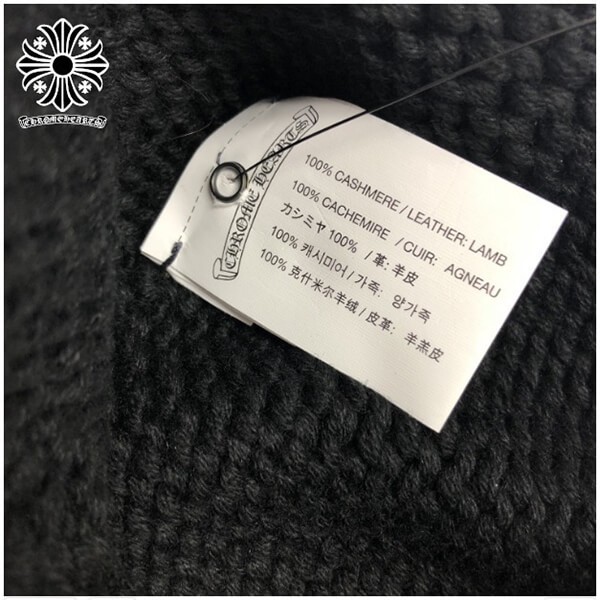 CHROME HEARTS
CHROME HEARTS
100% CASHMERE / LEATHER: LAMB
100% CACHEMIRE / CUIR: AGNEAU
カシミヤ 100% / 革: 羊皮
100% 캐시미어 / 가죽: 양가죽
100% 克什米尔羊绒 / 皮革: 羊羔皮